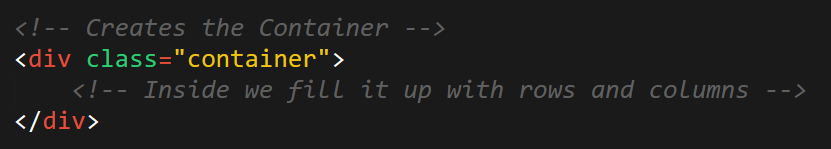 <!-- Creates the Container -->
<div class="container">
    <!-- Inside we fill it up with rows and columns -->
</div>